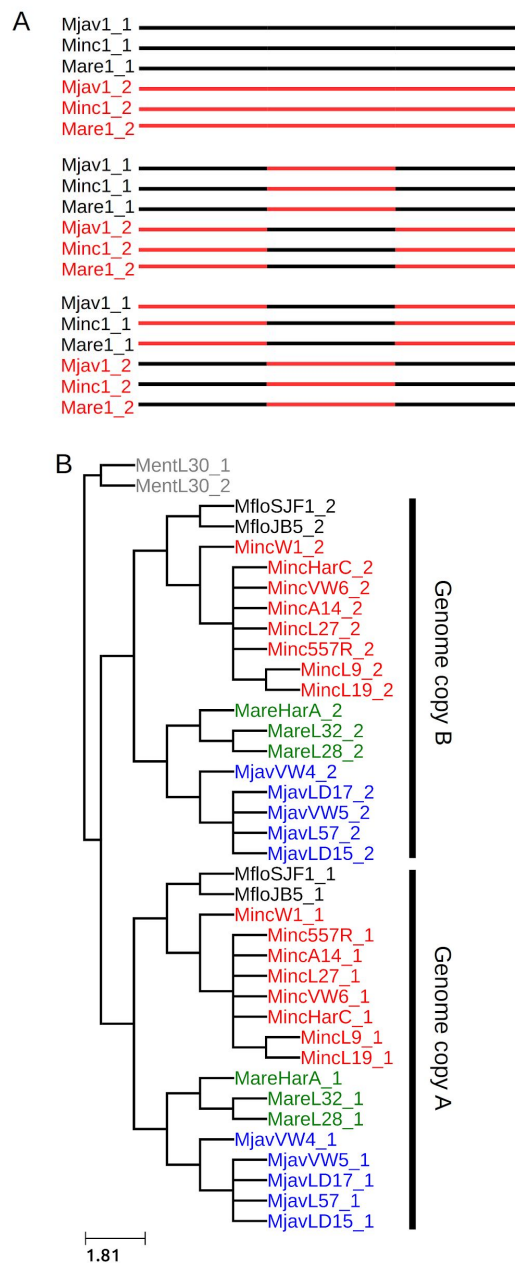 A
Mjav1_1
Minc1_1
Mare1_1
Mjav1_2
Minc1_2
Mare1_2
Mjav1_1
Minc1_1
Mare1_1
Mjav1_2
Minc1_2
Mare1_2
Mjav1_1
Minc1_1
Mare1_1
Mjav1_2
Minc1_2
Mare1_2
B
MentL30_1
MentL30_2
MfloSJF1_2
MfloJB5_2
MincW1_2
MincHarC_2
MincVW6_2
MincA14_2
MincL27_2
Minc557R_2
MincL9_2
MincL19_2
MareHarA_2
MareL32_2
MareL28_2
MjavVW4_2
MjavLD17_2
MjavVW5_2
MjavL57_2
MjavLD15_2
Genome copy B
MfloSJF1_1
MfloJB5_1
MincW1_1
Minc557R_1
MincA14_1
MincL27_1
MincVW6_1
MincHarC_1
MincL9_1
MincL19_1
MareHarA_1
MareL32_1
MareL28_1
MjavVW4_1
MjavVW5_1
MjavLD17_1
MjavL57_1
MjavLD15_1
Genome copy A
1.81